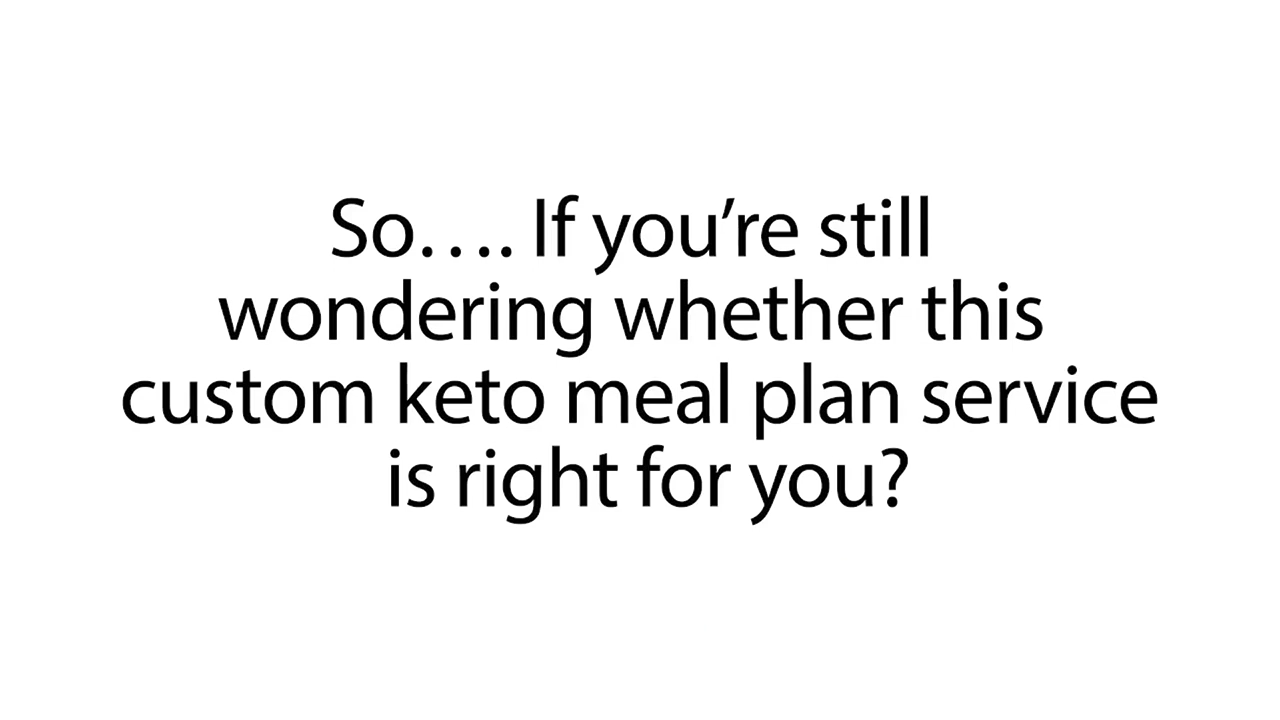 So…. If you’re still
wondering whether this
custom keto meal plan service
is right for you?